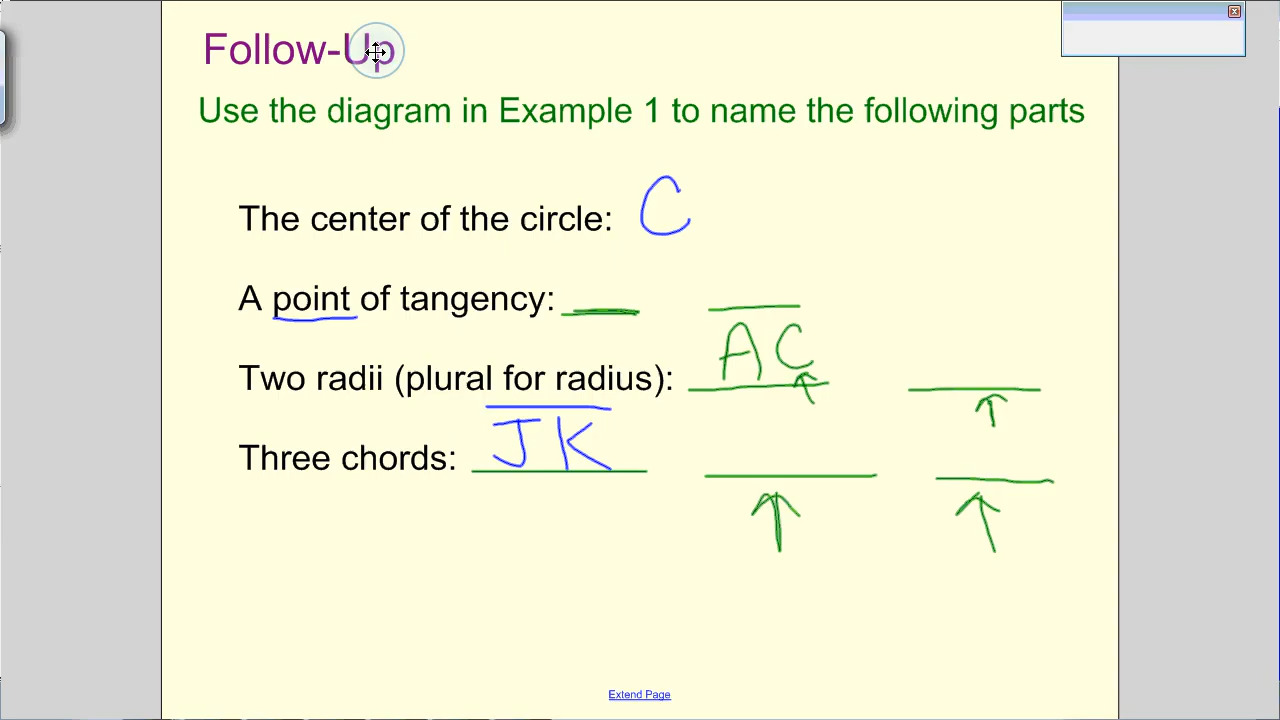 Follow-Up
Use the diagram in Example 1 to name the following parts
The center of the circle: C
A point of tangency:
Two radii (plural for radius): AC
Three chords: JK
Extend Page